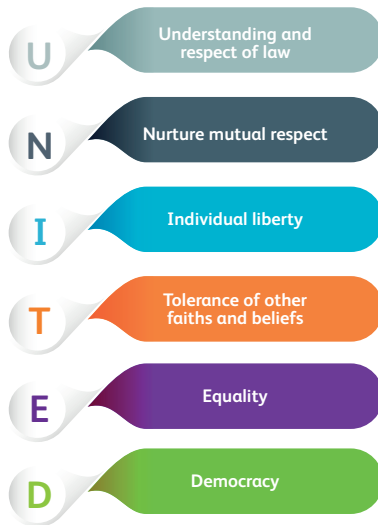 U
Understanding and
respect of law
N
Nurture mutual respect
I
Individual liberty
T
Tolerance of other
faiths and beliefs
E
Equality
D
Democracy